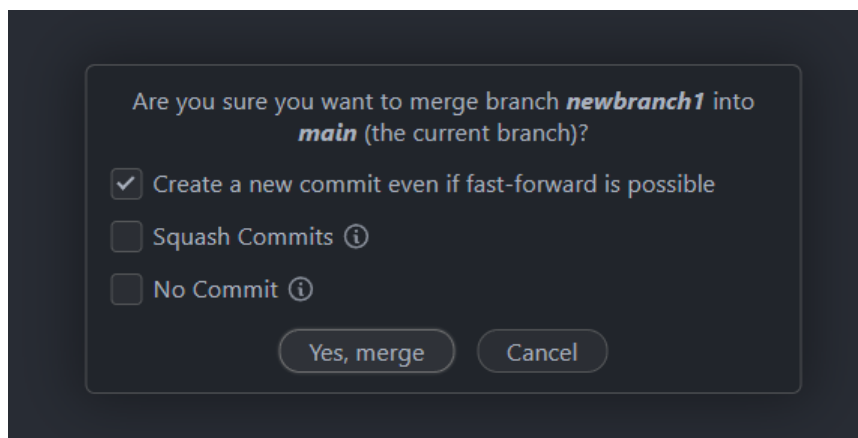 Are you sure you want to merge branch newbranch1 into
main (the current branch)?
Create a new commit even if fast-forward is possible
Squash Commits
No Commit
Yes, merge
Cancel